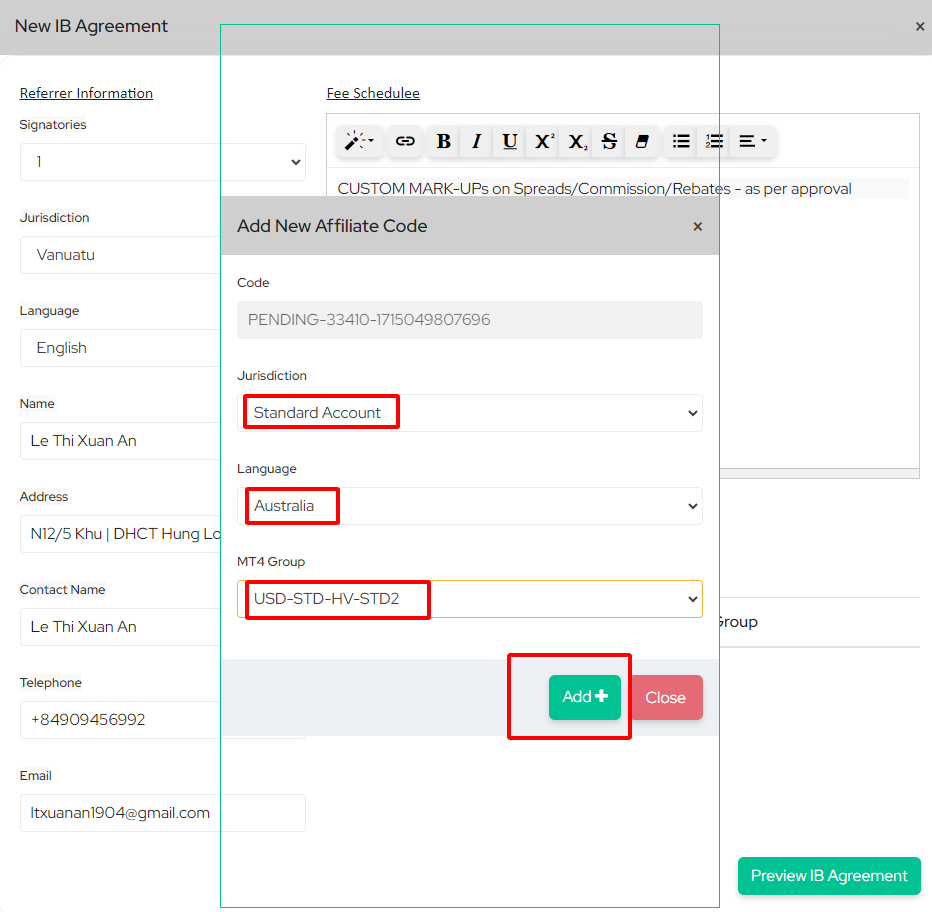 New IB Agreement
×
Referrer Information
Signatories
1
Jurisdiction
Vanuatu
Language
English
Name
Le Thi Xuan An
Address
N12/5 Khu | DHCT Hung Lo
Contact Name
Le Thi Xuan An
Telephone
+84909456992
Email
ltxuanan1904@gmail.com
Fee Schedulee
B I U X² X₂ S
CUSTOM MARK-UPs on Spreads/Commission/Rebates - as per approval
Add New Affiliate Code
×
Code
PENDING-33410-1715049807696
Jurisdiction
Standard Account
Language
Australia
MT4 Group
USD-STD-HV-STD2
Add +
Close
Group
Preview IB Agreement